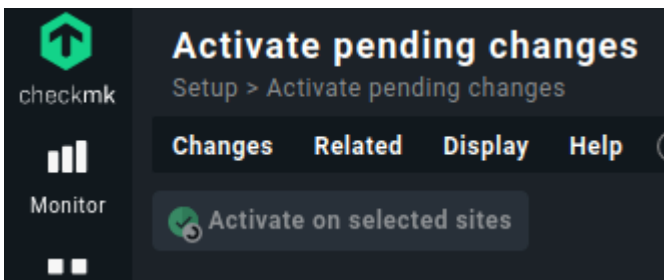 Activate pending changes
checkmk
Setup > Activate pending changes
Changes Related Display Help
Monitor
Activate on selected sites